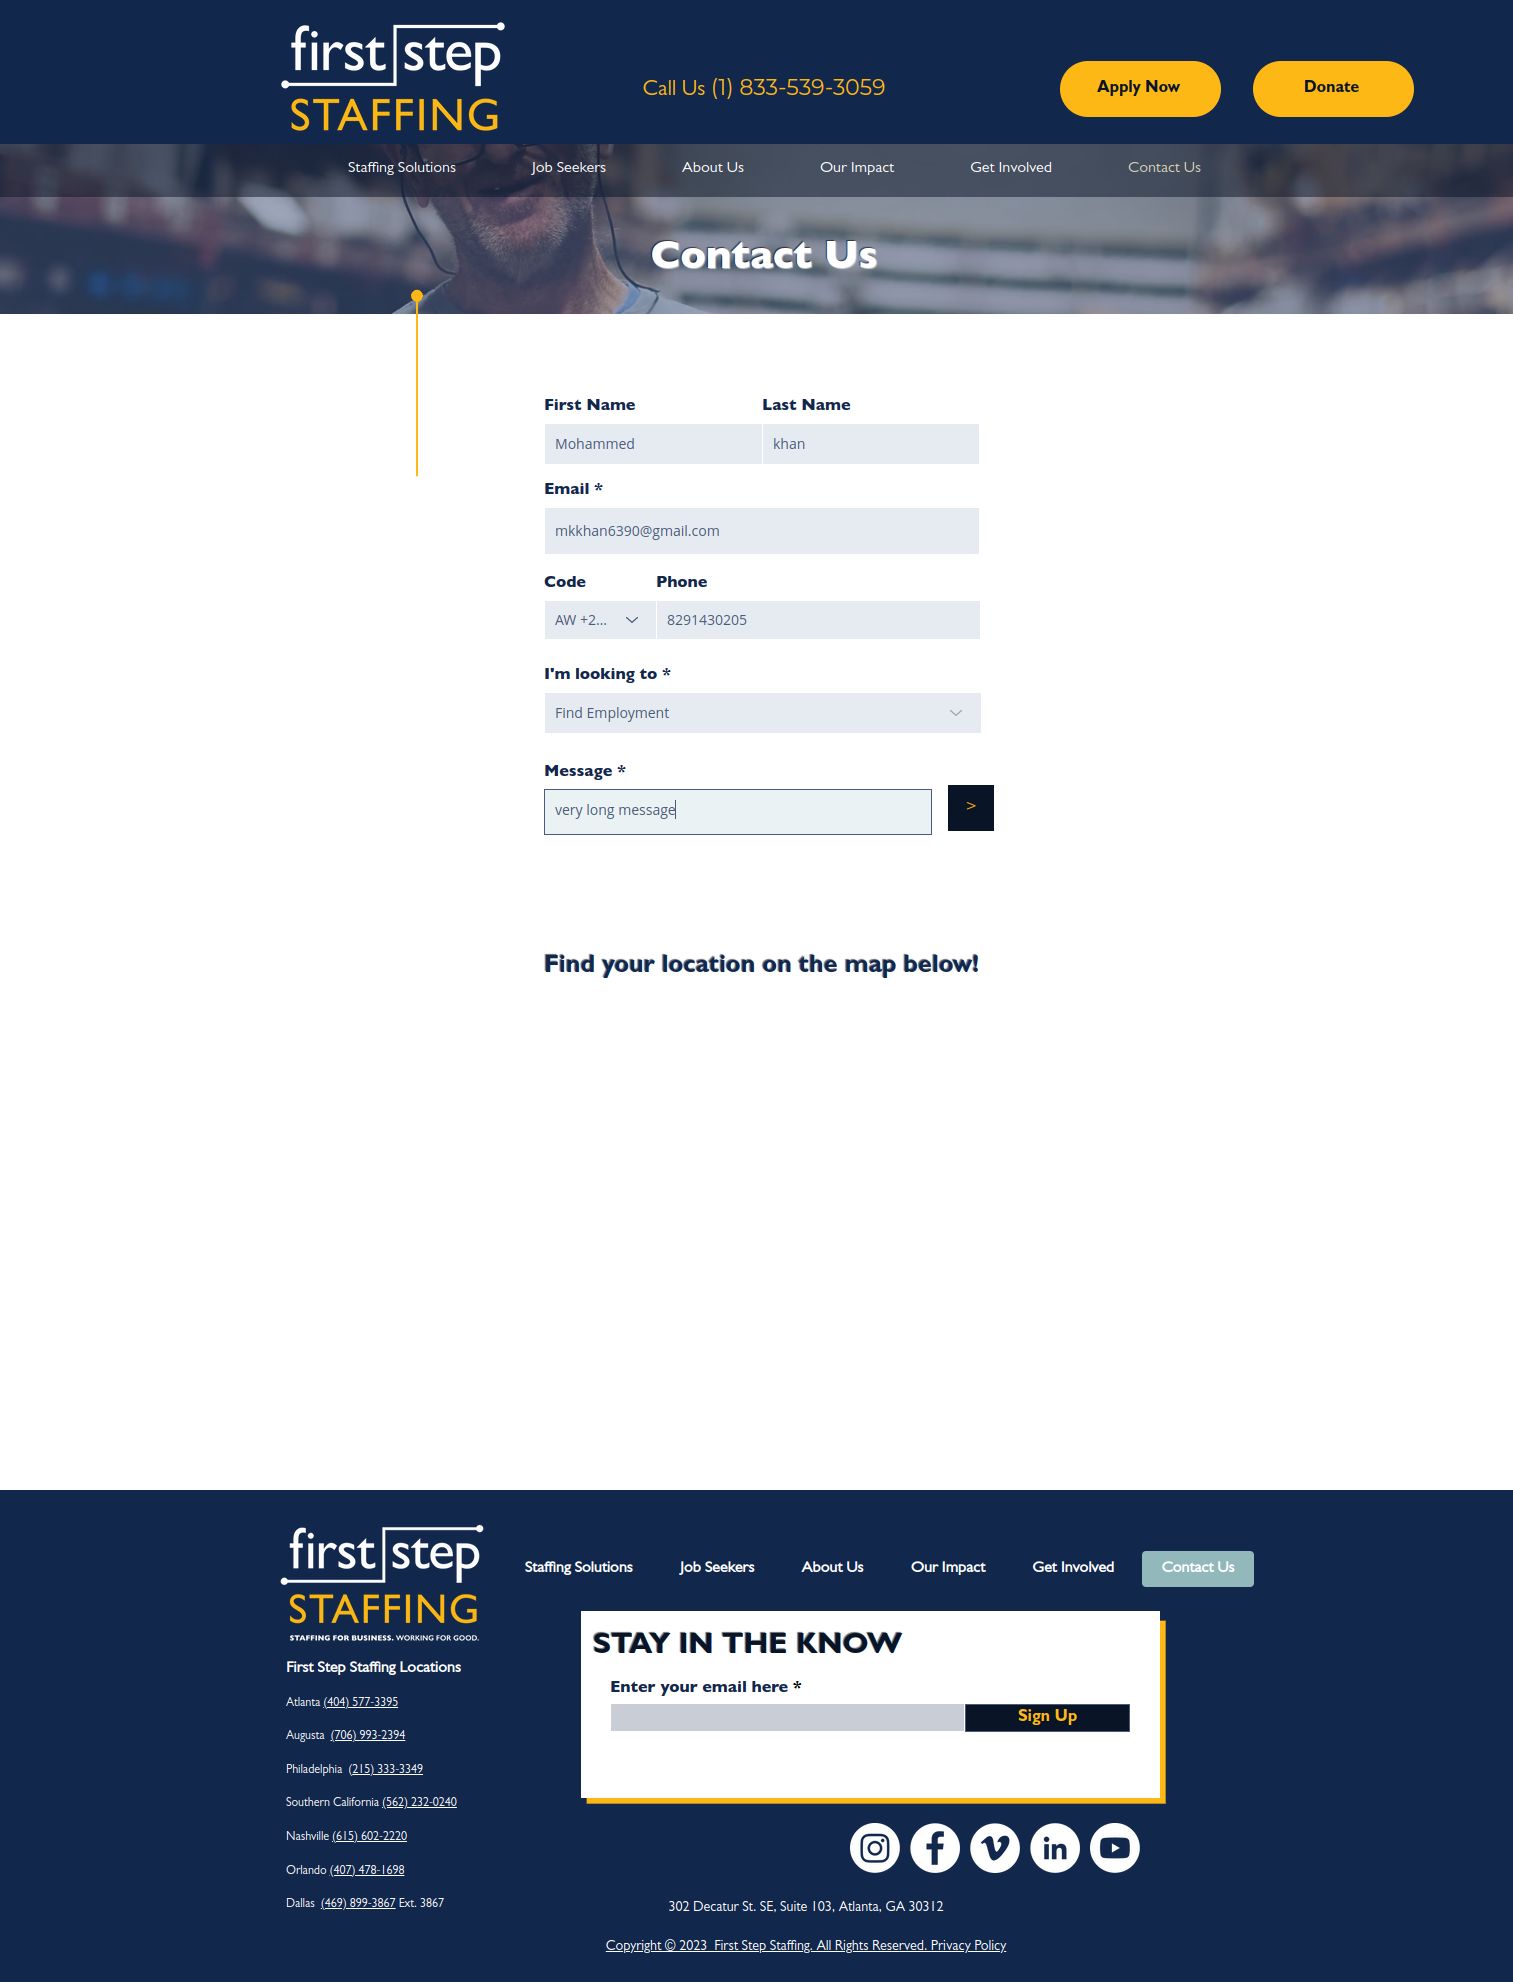 first step
STAFFING
Call Us (1) 833-539-3059
Apply Now
Donate
Staffing Solutions
Job Seekers
About Us
Our Impact
Get Involved
Contact Us
Contact Us
First Name
Last Name
Mohammed
khan
Email *
mkkhan6390@gmail.com
Code
Phone
AW +2...
8291430205
I'm looking to *
Find Employment
Message *
very long message
>
Find your location on the map below!
first step
STAFFING
STAFFING FOR BUSINESS. WORKING FOR GOOD.
Staffing Solutions
Job Seekers
About Us
Our Impact
Get Involved
Contact Us
First Step Staffing Locations
Atlanta (404) 577-3395
Augusta  (706) 993-2394
Philadelphia  (215) 333-3349
Southern California (562) 232-0240
Nashville (615) 602-2220
Orlando (407) 478-1698
Dallas  (469) 899-3867 Ext. 3867
STAY IN THE KNOW
Enter your email here *
Sign Up
in
302 Decatur St. SE, Suite 103, Atlanta, GA 30312
Copyright © 2023  First Step Staffing. All Rights Reserved. Privacy Policy